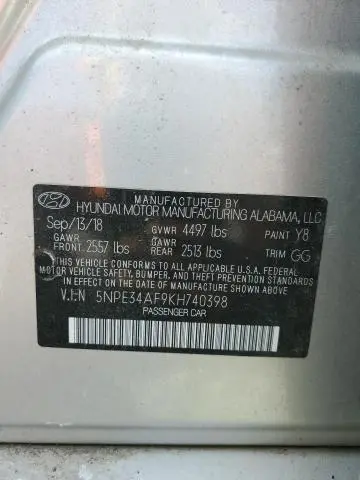 MANUFACTURED BY
HYUNDAI MOTOR MANUFACTURING ALABAMA, LLC
Sep/13/18 GVWR 4497 lbs PAINT Y8
GAWR FRONT 2557 lbs GAWR REAR 2513 lbs TRIM GG
THIS VEHICLE CONFORMS TO ALL APPLICABLE U.S.A. FEDERAL
MOTOR VEHICLE SAFETY, BUMPER, AND THEFT PREVENTION STANDARDS
IN EFFECT ON THE DATE OF MANUFACTURE SHOWN ABOVE.
V.I.N 5NPE34AF9KH740398
PASSENGER CAR